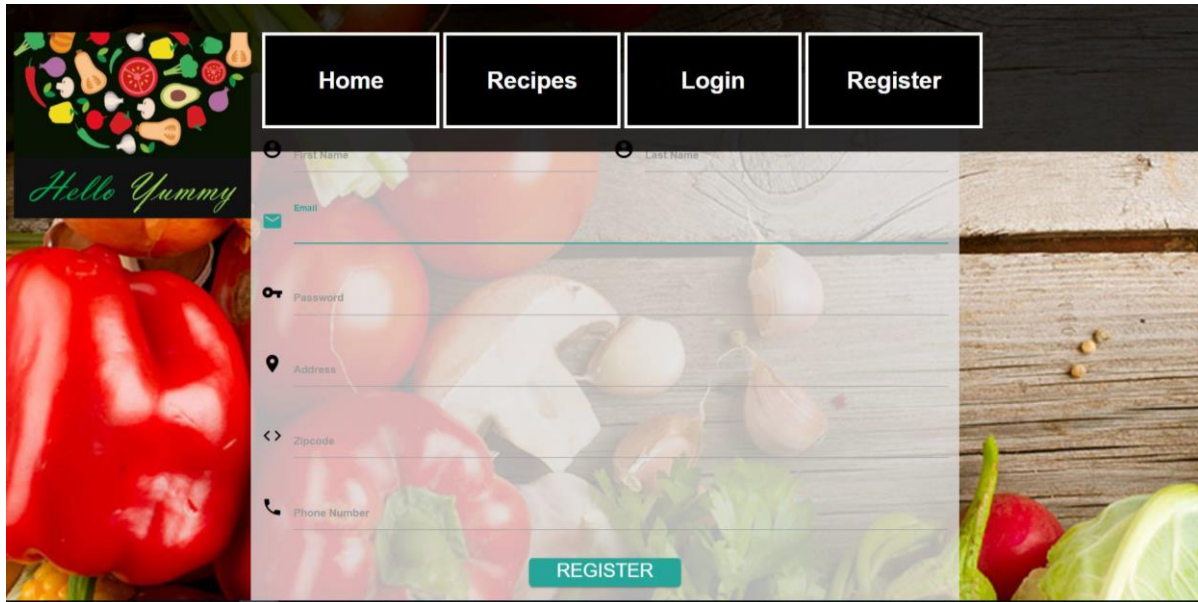 Home Recipes Login Register
Hello Yummy
First Name Last Name
Email
Password
Address
Zipcode
Phone Number
REGISTER